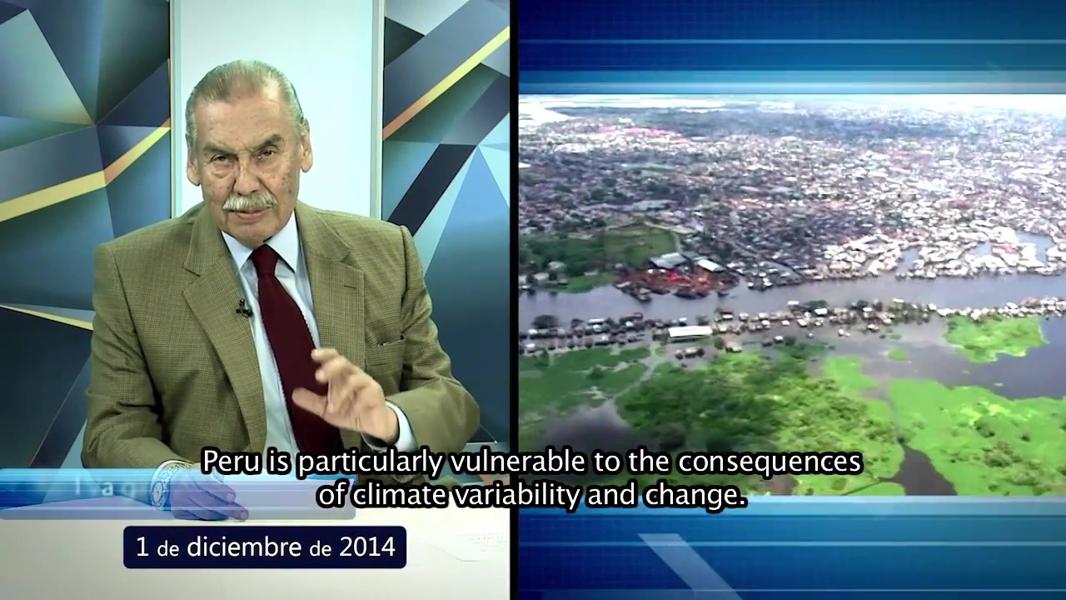 Peru is particularly vulnerable to the consequences
of climate variability and change.
1 de diciembre de 2014